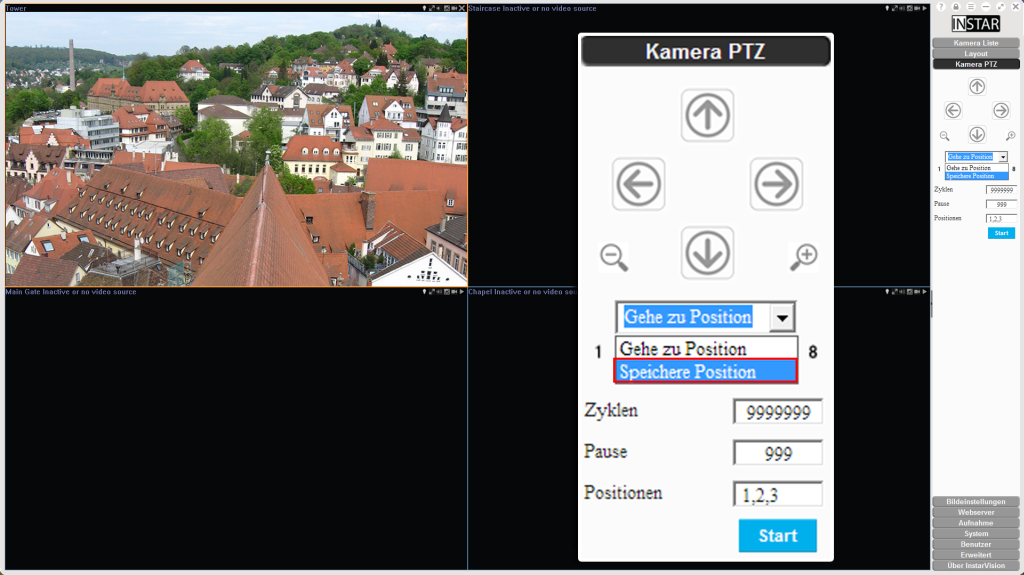 Tower
Staircase Inactive or no video source
INSTAR
Kamera Liste
Layout
Kamera PTZ
Gehe zu Position
1 Gehe zu Position 8
Speichere Position
Zyklen 9999999
Pause 999
Positionen 1,2,3
Start
Kamera PTZ
Gehe zu Position
1 Gehe zu Position 8
Speichere Position
Zyklen 9999999
Pause 999
Positionen 1,2,3
Start
Main Gate Inactive or no video source
Chapel Inactive or no video sou
Bildeinstellungen
Webserver
Aufnahme
System
Benutzer
Erweitert
Über InstarVision